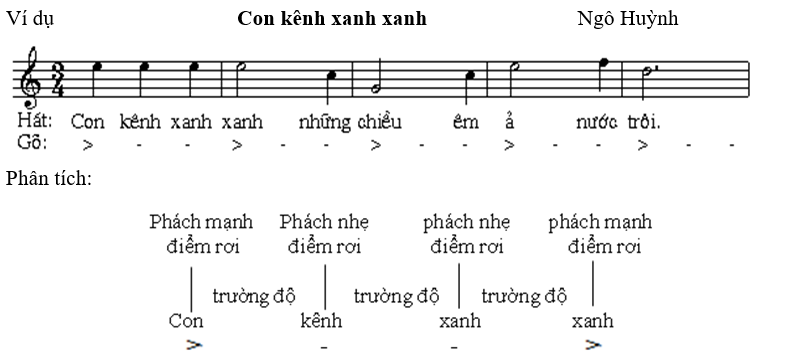 Ví dụ Con kênh xanh xanh Ngô Huỳnh
3
4
Hát: Con kênh xanh xanh những chiều êm ả nước trôi.
Gõ: > - - > - - > - - > - - > - -
Phân tích:
Phách mạnh Phách nhẹ phách nhẹ phách mạnh
điểm rơi điểm rơi điểm rơi điểm rơi
trường độ trường độ trường độ
Con kênh xanh xanh
> - - >